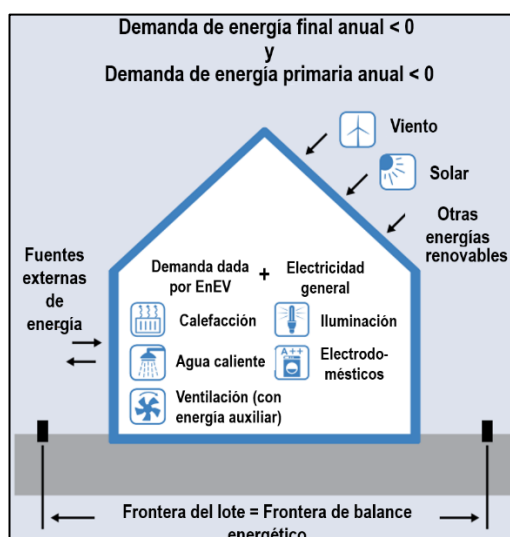 Demanda de energía final anual < 0
y
Demanda de energía primaria anual < 0
Viento
Solar
Otras
energías
renovables
Fuentes
externas
de
energía
Demanda dada
por EnEV
+
Electricidad
general
Calefacción
Iluminación
Agua caliente
A++
Electrodo-
mésticos
Ventilación (con
energía auxiliar)
Frontera del lote = Frontera de balance
energético